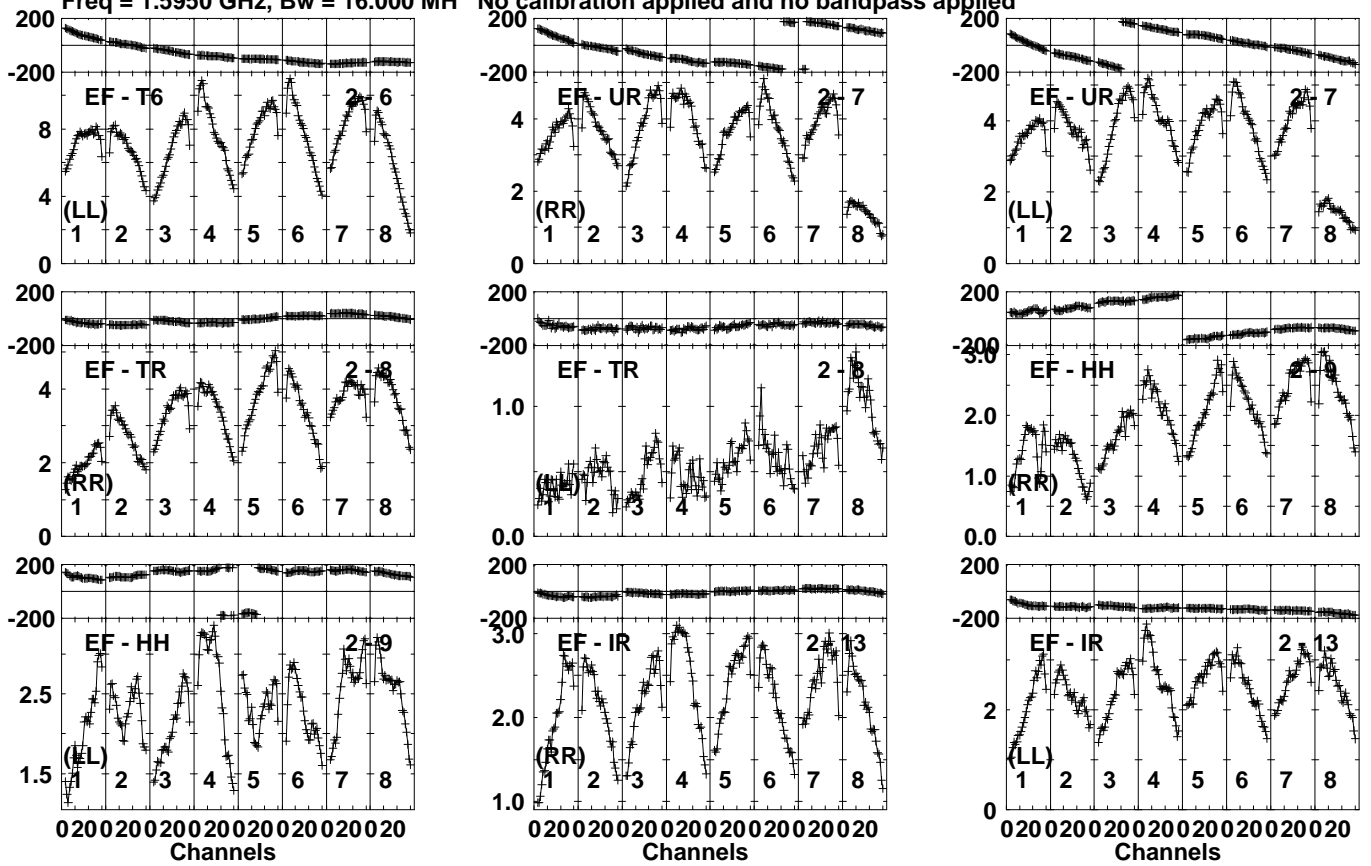 Freq = 1.5950 GHz, Bw = 16.000 MH No calibration applied and no bandpass applied
200 200 200
-200 -200 -200
EF - T6 2 - 6 EF - UR 2 - 7 EF - UR 2 - 7
8 4 4
4 2 2
(LL) (RR) (LL)
1 2 3 4 5 6 7 8 1 2 3 4 5 6 7 8 1 2 3 4 5 6 7 8
0 0 0
200 200 200
-200 -200 -200
3.0
EF - TR 2 - 8 EF - TR 2 - 8 EF - HH 2 - 9
4 1.0 2.0
2 1.0
(RR) (LL) (RR)
1 2 3 4 5 6 7 8 1 2 3 4 5 6 7 8 1 2 3 4 5 6 7 8
0 0.0 0.0
200 200 200
-200 -200 -200
EF - HH 2 - 9 EF - IR 2 - 13 EF - IR 2 - 13
3.0
2.5 2.0 2
(LL) (RR) (LL)
1.5 1.0
1 2 3 4 5 6 7 8 1 2 3 4 5 6 7 8 1 2 3 4 5 6 7 8
0
0 20 0 20 0 20 0 20 0 20 0 20 0 20 0 20 0 20 0 20 0 20 0 20 0 20 0 20 0 20 0 20 0 20 0 20 0 20 0 20 0 20 0 20 0 20 0 20
Channels Channels Channels